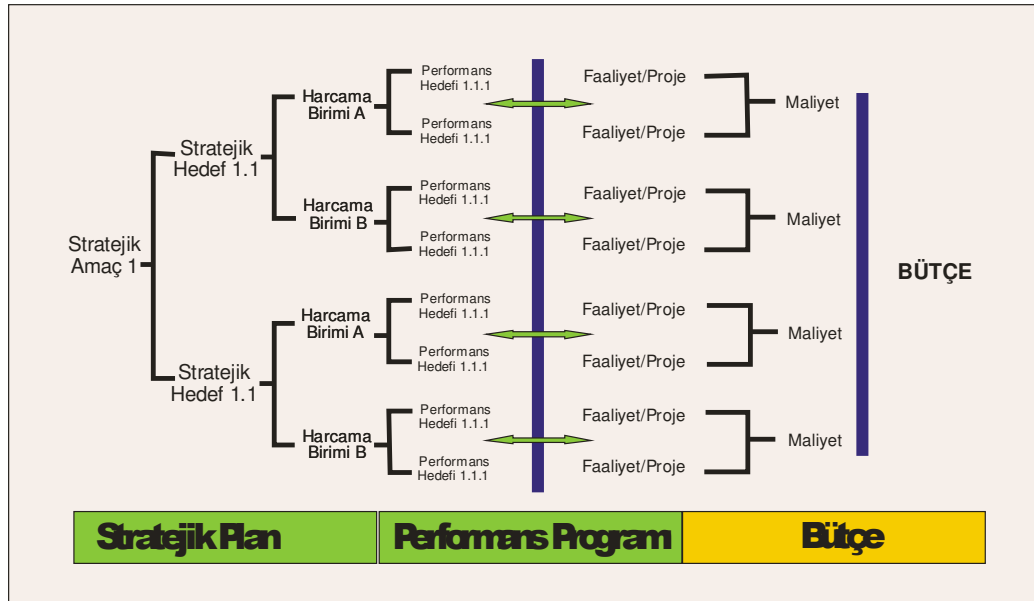 Stratejik
Amaç 1
Stratejik
Hedef 1.1
Harcama
Birimi A
Performans
Hedefi 1.1.1
Performans
Hedefi 1.1.1
Harcama
Birimi B
Performans
Hedefi 1.1.1
Performans
Hedefi 1.1.1
Stratejik
Hedef 1.1
Harcama
Birimi A
Performans
Hedefi 1.1.1
Performans
Hedefi 1.1.1
Harcama
Birimi B
Performans
Hedefi 1.1.1
Performans
Hedefi 1.1.1
Faaliyet/Proje
Faaliyet/Proje
Maliyet
Faaliyet/Proje
Faaliyet/Proje
Maliyet
Faaliyet/Proje
Faaliyet/Proje
Maliyet
Faaliyet/Proje
Faaliyet/Proje
Maliyet
BÜTÇE
Stratejik Plan
Performans Program
Bütçe